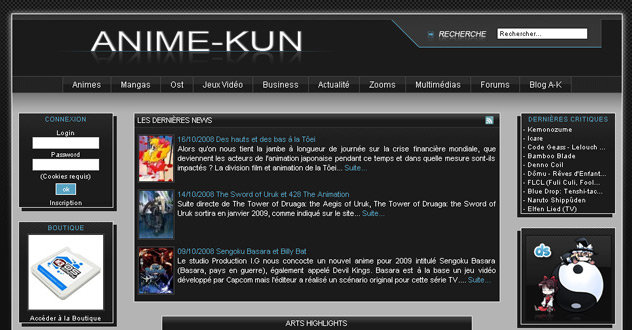 ANIME-KUN
RECHERCHE
Recherchez...
Animes
Mangas
Ost
Jeux Vidéo
Business
Actualité
Zooms
Multimédias
Forums
Blog A-K
CONNEXION
Login
Password
(Cookies requis)
ok
Inscription
BOUTIQUE
Accéder à la Boutique
LES DERNIÈRES NEWS
16/10/2008 Des hauts et des bas à la Tôei
Alors qu'on nous tient la jambe à longueur de journée sur la crise financière mondiale, que
deviennent les acteurs de l'animation japonaise pendant ce temps et dans quelle mesure sont-ils
impactés ? La division film et animation de la Tôei... Suite...
14/10/2008 The Sword of Uruk et 428 The Animation
Suite directe de The Tower of Druaga: the Aegis of Uruk, The Tower of Druaga: the Sword of
Uruk sortira en janvier 2009, comme indiqué sur le site... Suite...
09/10/2008 Sengoku Basara et Billy Bat
Le studio Production I.G nous concocte un nouvel anime pour 2009 intitulé Sengoku Basara
(Basara, pays en guerre), également appelé Devil Kings. Basara est à la base un jeu vidéo
développé par Capcom mais l'éditeur a réalisé un scénario original pour cette série TV.... Suite...
ARTS HIGHLIGHTS
DERNIÈRES CRITIQUES
- Kemonozume
- Icare
- Code Geass - Lelouch ...
- Bamboo Blade
- Denno Coil
- Dômu - Rêves d'Enfant...
- FLCL (Fuli Culi, Fool...
- Blue Drop: Tenshi-tac...
- Naruto Shippûden
- Elfen Lied (TV)
ds